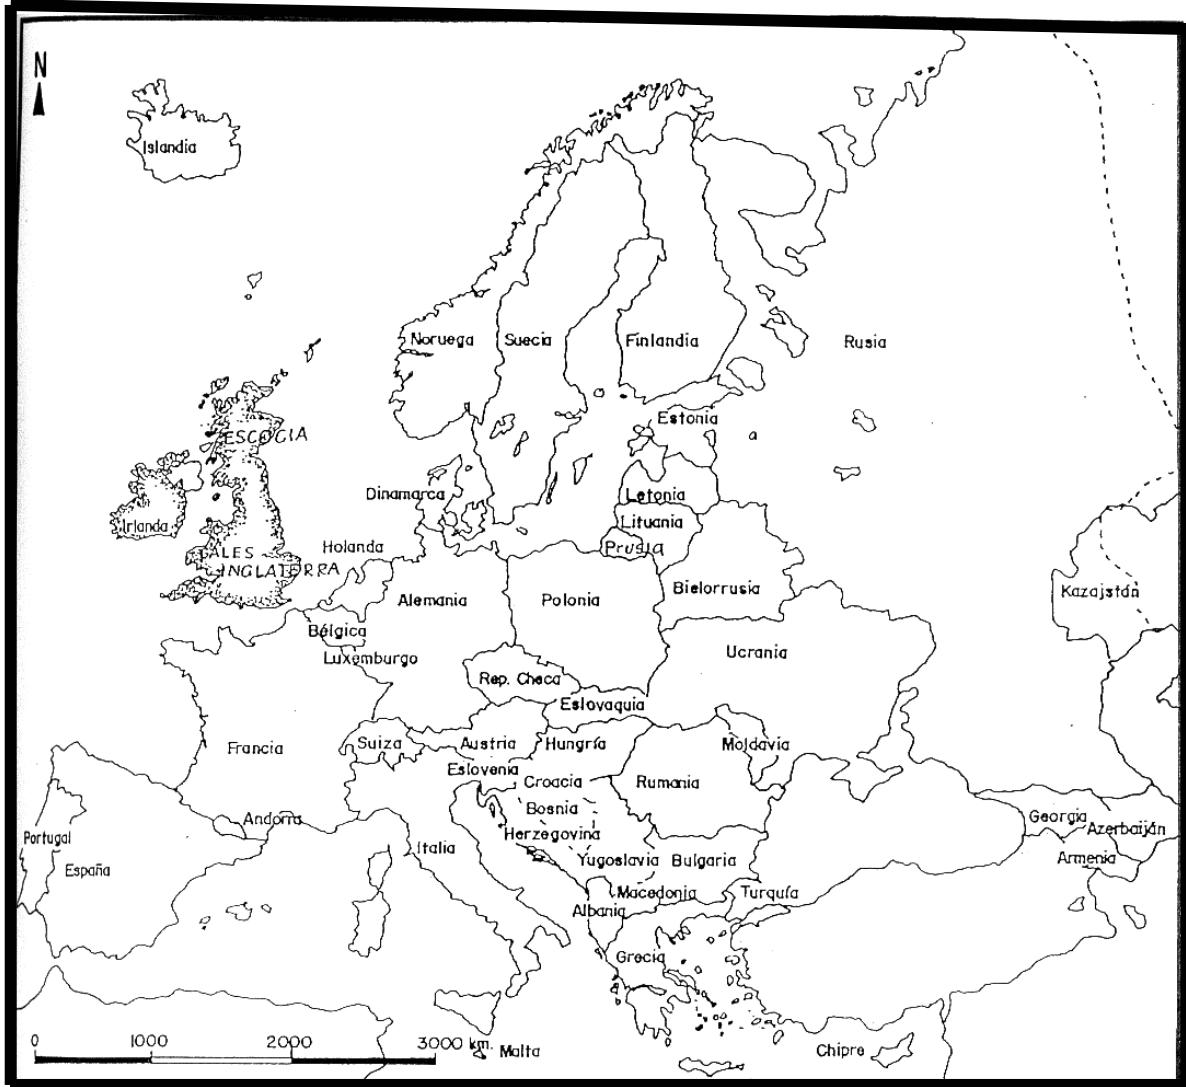 N
Islandia
Noruega
Suecia
Finlandia
Rusia
Estonia
ESCOCIA
Dinamarca
Letonia
Irlanda
Lituania
Prusia
Holanda
GALES
INGLATORRA
Bielorrusia
Kazajstán
Alemania
Polonia
Bélgica
Ucrania
Luxemburgo
Rep. Checa
Eslovaquia
Francia
Suiza
Austria
Hungría
Moldavia
Eslovenia
Croacia
Rumania
Bosnia
Herzegovina
Andorra
Georgia
Azerbaiján
Portugal
España
Italia
Yugoslavia
Bulgaria
Armenia
Macedonia
Turquía
Albania
Grecia
0 1000 2000 3000 km.
Malta
Chipre